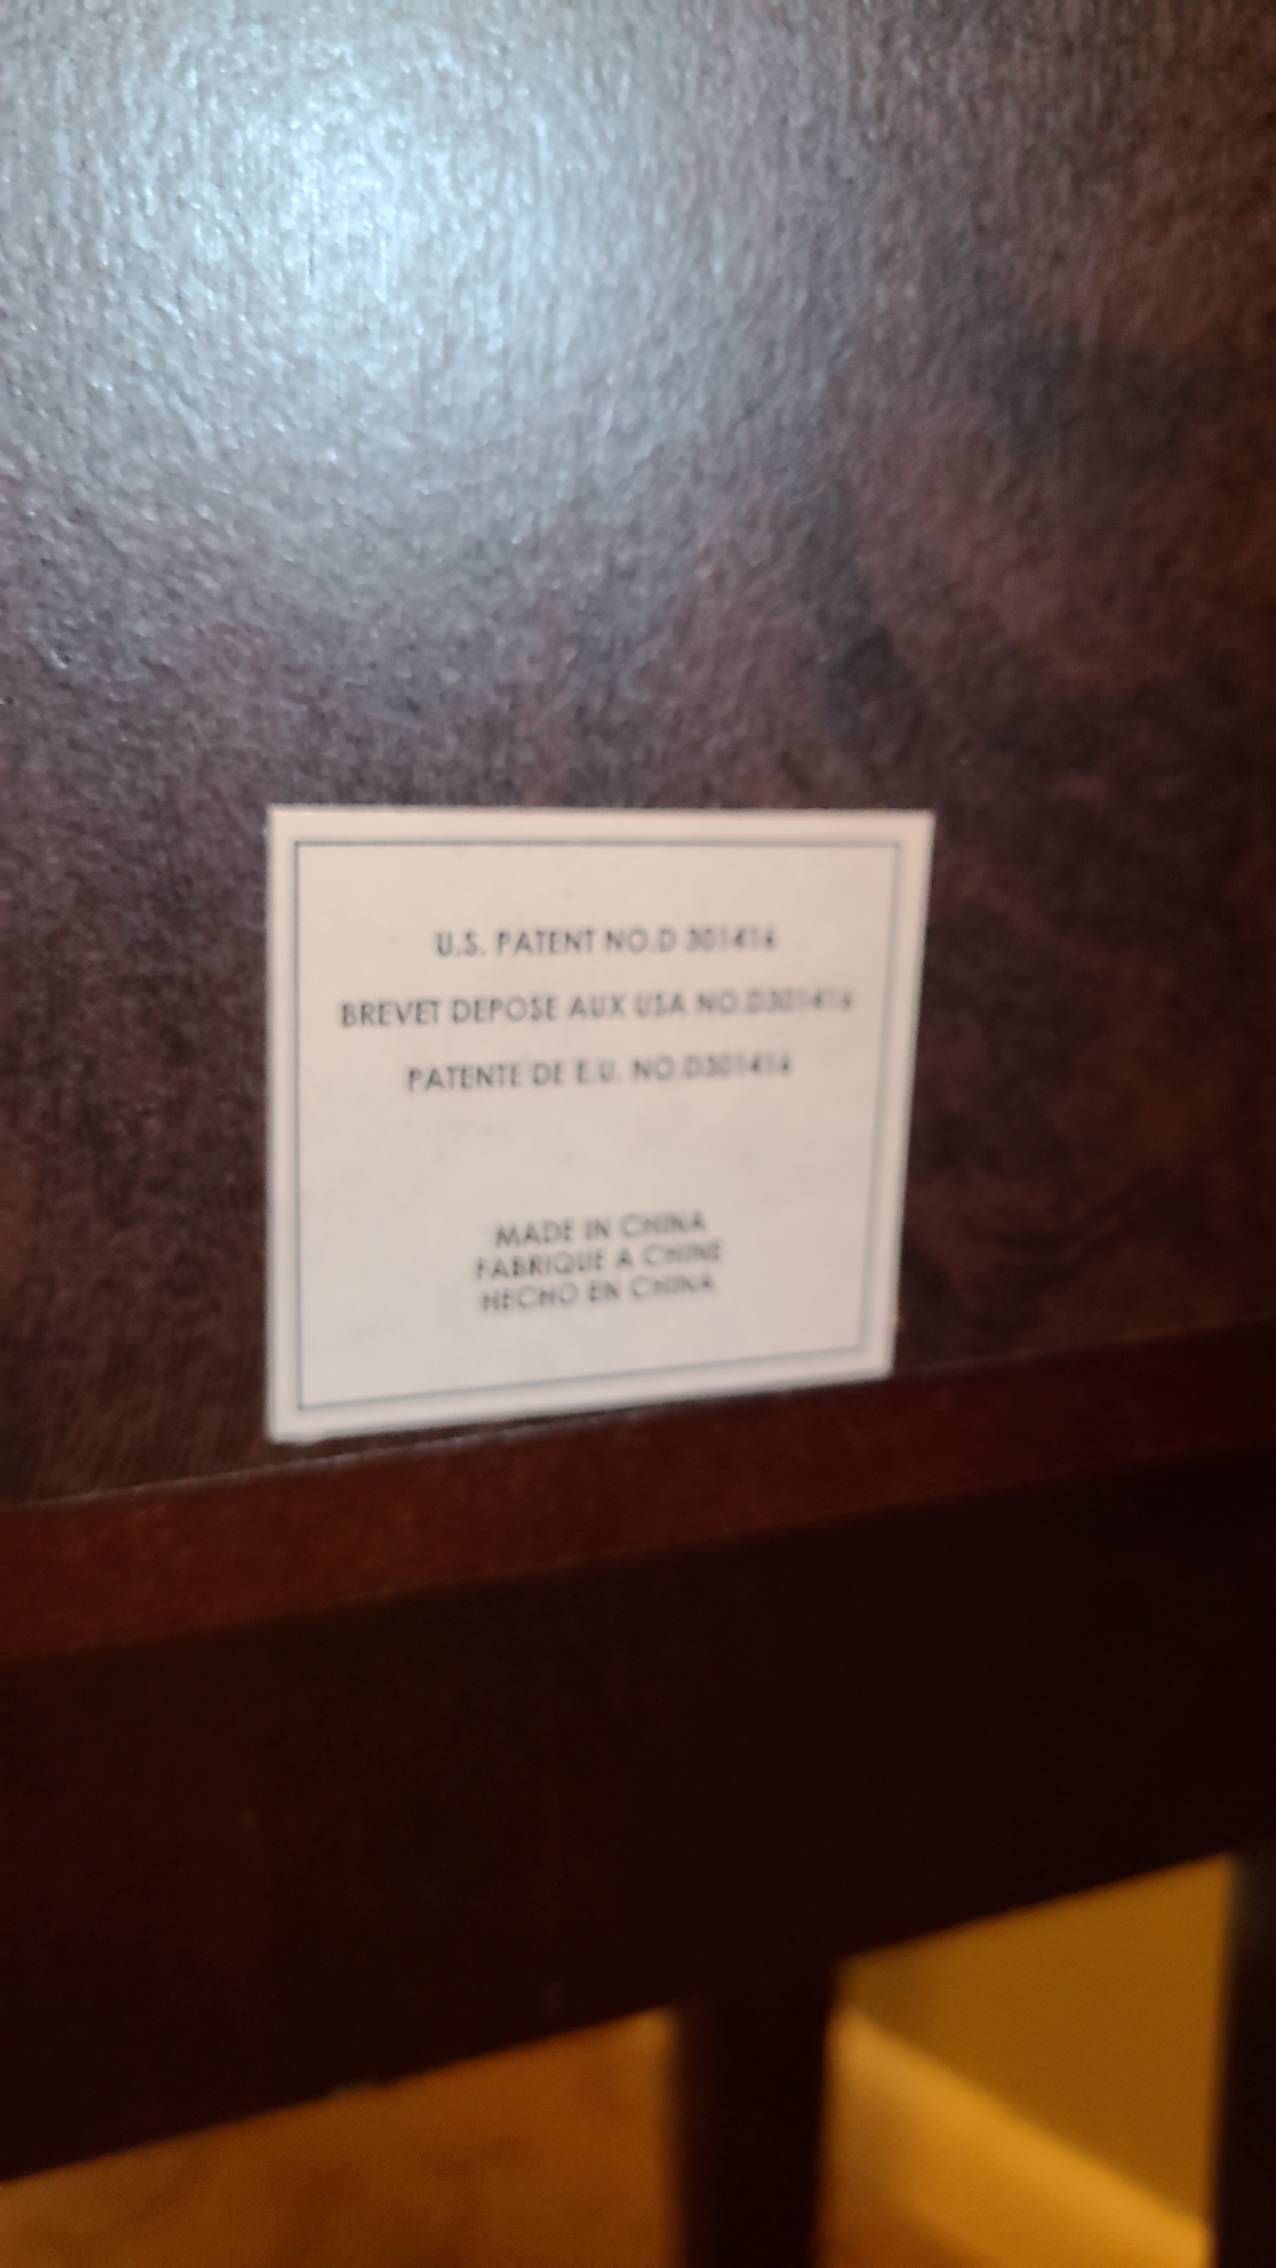 U.S. PATENT NO.D 301416
BREVET DEPOSE AUX USA NO.D301416
PATENTE DE E.U. NO.D301416
MADE IN CHINA
FABRIQUE A CHINE
HECHO EN CHINA